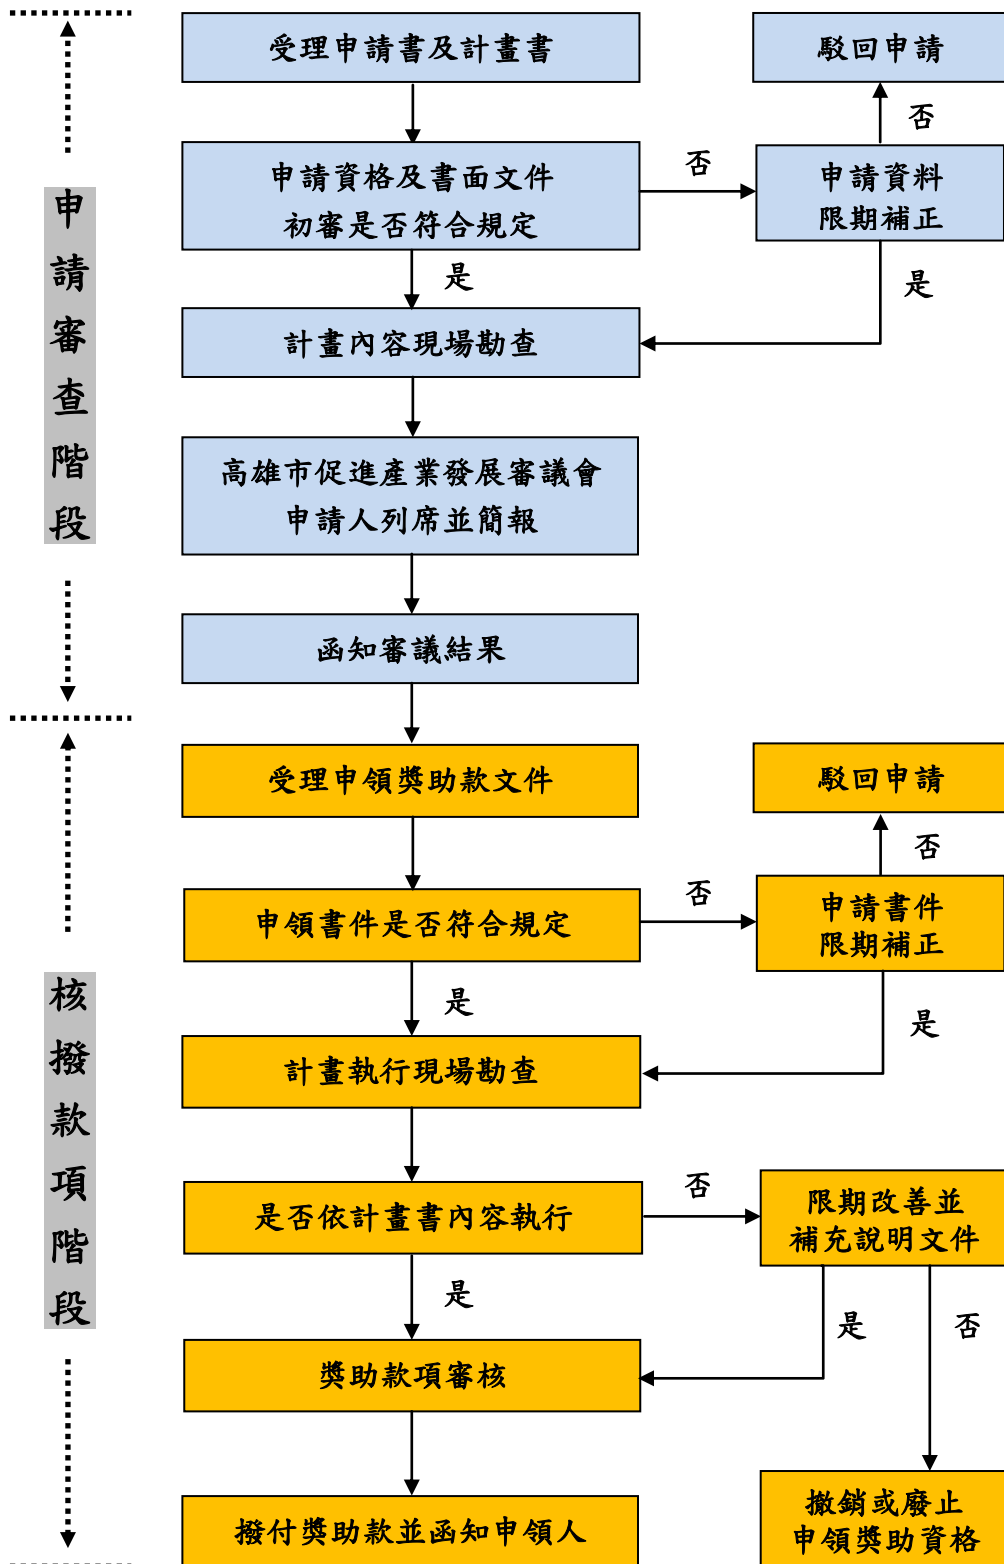 受理申請書及計畫書
駁回申請
否
申請資格及書面文件
初審是否符合規定
否
申請資料
限期補正
是
是
計畫內容現場勘查
高雄市促進產業發展審議會
申請人列席並簡報
函知審議結果
申請審查階段
受理申領獎助款文件
駁回申請
否
申領書件是否符合規定
否
申請書件
限期補正
是
是
計畫執行現場勘查
是否依計畫書內容執行
否
限期改善並
補充說明文件
是
是
否
獎助款項審核
撥付獎助款並函知申領人
撤銷或廢止
申領獎助資格
核撥款項階段